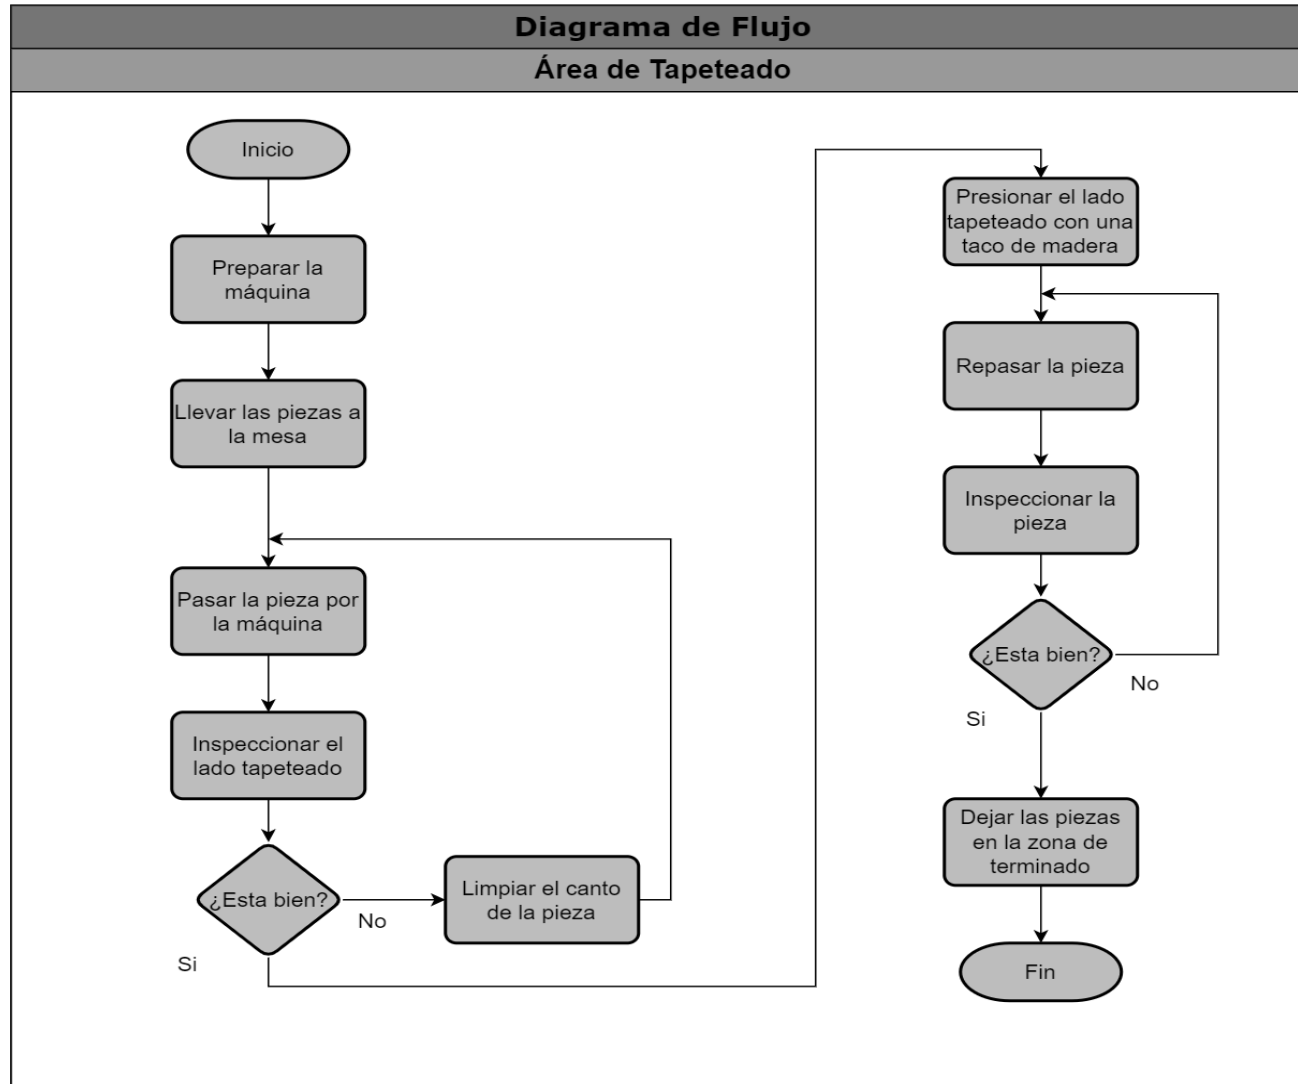 Diagrama de Flujo
Área de Tapeteado
Inicio
Preparar la
máquina
Llevar las piezas a
la mesa
Pasar la pieza por
la máquina
Inspeccionar el
lado tapeteado
¿Esta bien?
No
Si
Limpiar el canto
de la pieza
Presionar el lado
tapeteado con una
taco de madera
Repasar la pieza
Inspeccionar la
pieza
¿Esta bien?
No
Si
Dejar las piezas
en la zona de
terminado
Fin